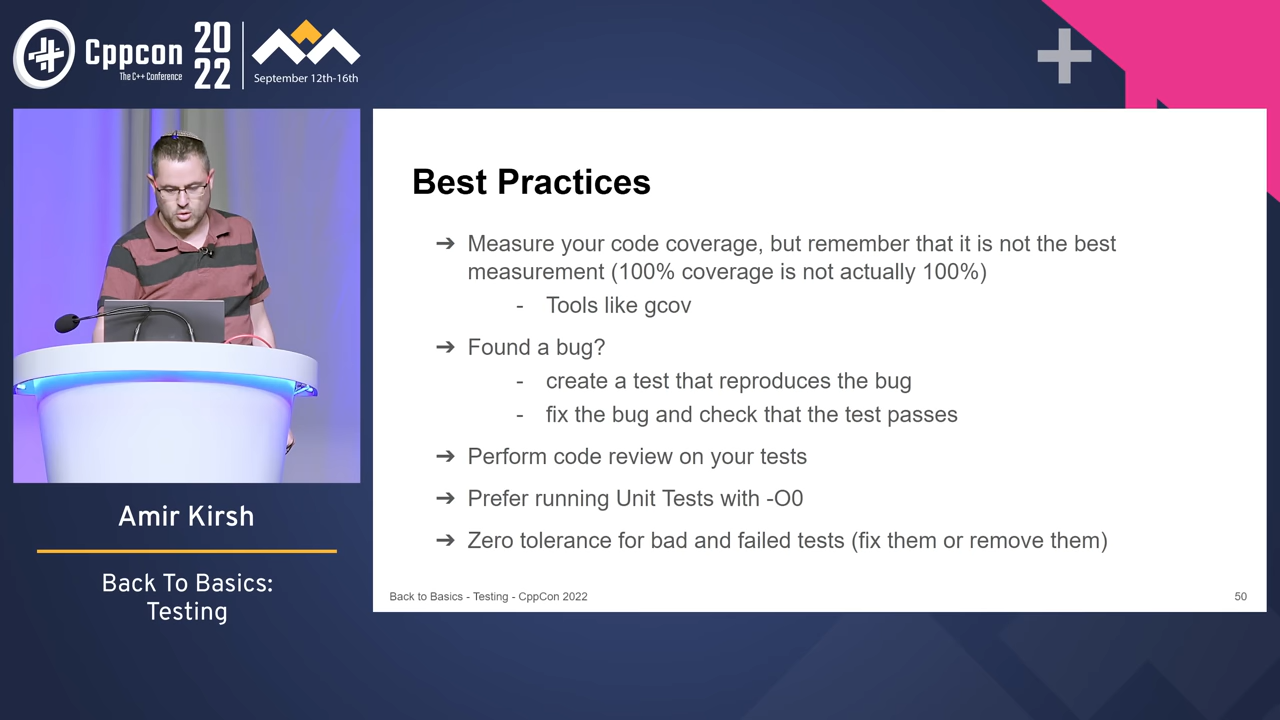 Cppcon
The C++ Conference
20
22
September 12th-16th
Amir Kirsh
Back To Basics:
Testing
Best Practices
➔ Measure your code coverage, but remember that it is not the best
measurement (100% coverage is not actually 100%)
- Tools like gcov
➔ Found a bug?
- create a test that reproduces the bug
- fix the bug and check that the test passes
➔ Perform code review on your tests
➔ Prefer running Unit Tests with -O0
➔ Zero tolerance for bad and failed tests (fix them or remove them)
Back to Basics - Testing - CppCon 2022
50